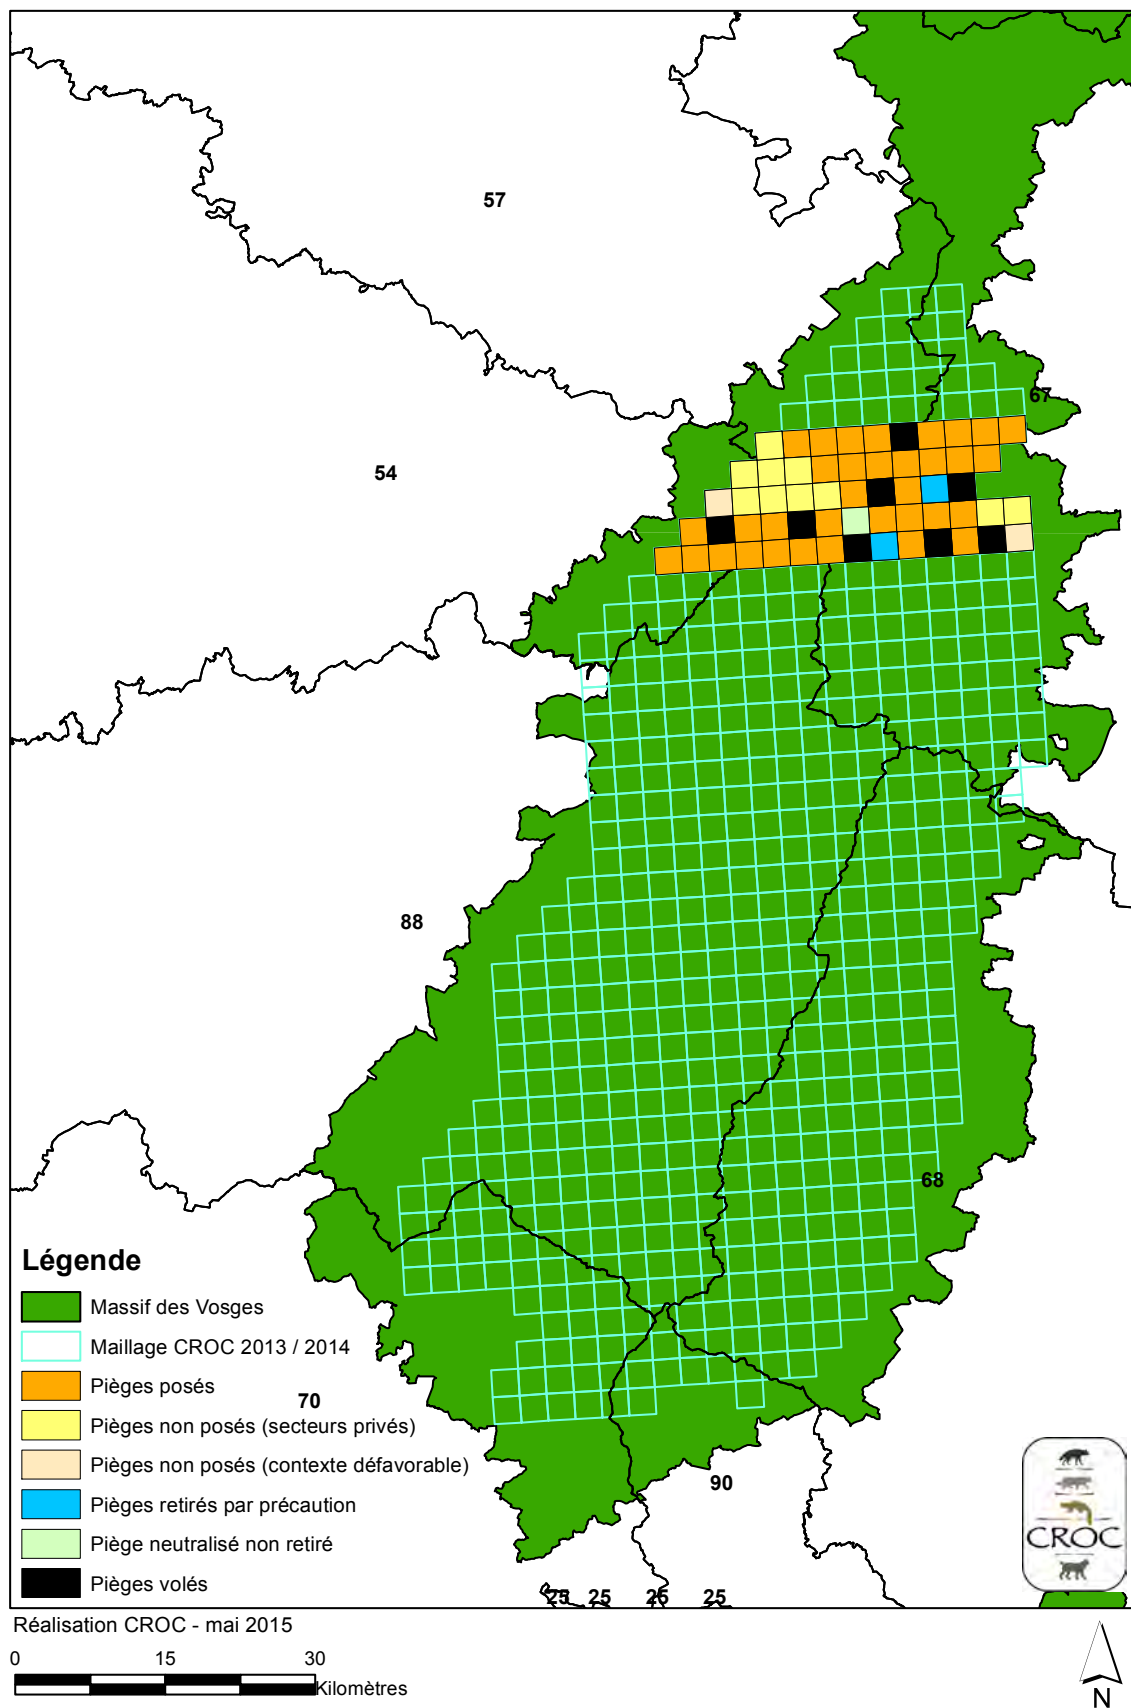 57
67
54
88
68
Légende
Massif des Vosges
Maillage CROC 2013 / 2014
Pièges posés
70
Pièges non posés (secteurs privés)
Pièges non posés (contexte défavorable)
90
Pièges retirés par précaution
Piège neutralisé non retiré
CROC
Pièges volés
25 25 25 25
Réalisation CROC - mai 2015
0 15 30
Kilomètres
N